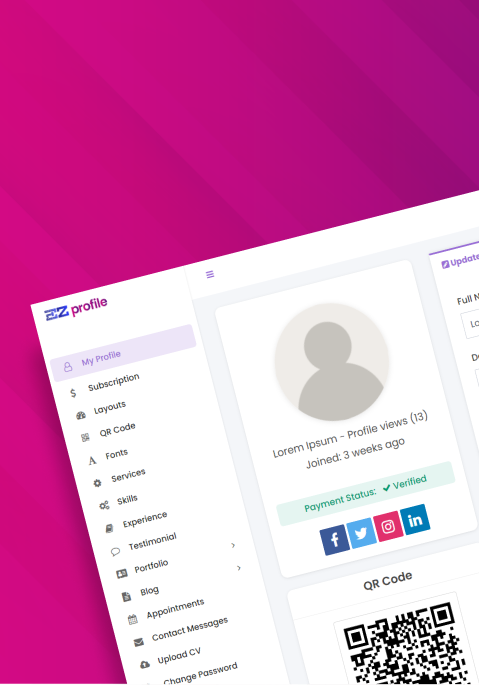 EZ profile
My Profile
Subscription
Layouts
QR Code
Fonts
Services
Skills
Experience
Testimonial
Portfolio
Blog
Appointments
Contact Messages
Upload CV
Change Password
Lorem Ipsum - Profile views (13)
Joined: 3 weeks ago
Payment Status: Verified
QR Code
Update
Full N
Lo